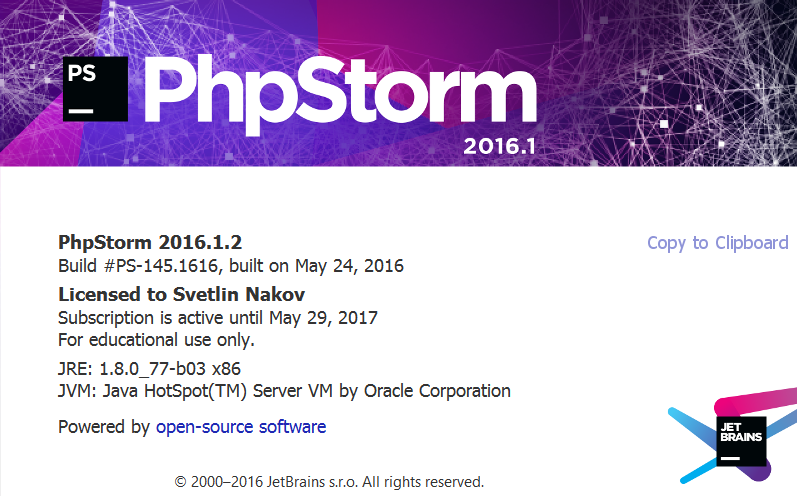 PS
PhpStorm
2016.1
PhpStorm 2016.1.2
Copy to Clipboard
Build #PS-145.1616, built on May 24, 2016
Licensed to Svetlin Nakov
Subscription is active until May 29, 2017
For educational use only.
JRE: 1.8.0_77-b03 x86
JVM: Java HotSpot(TM) Server VM by Oracle Corporation
Powered by open-source software
JET
BRAINS
© 2000–2016 JetBrains s.r.o. All rights reserved.